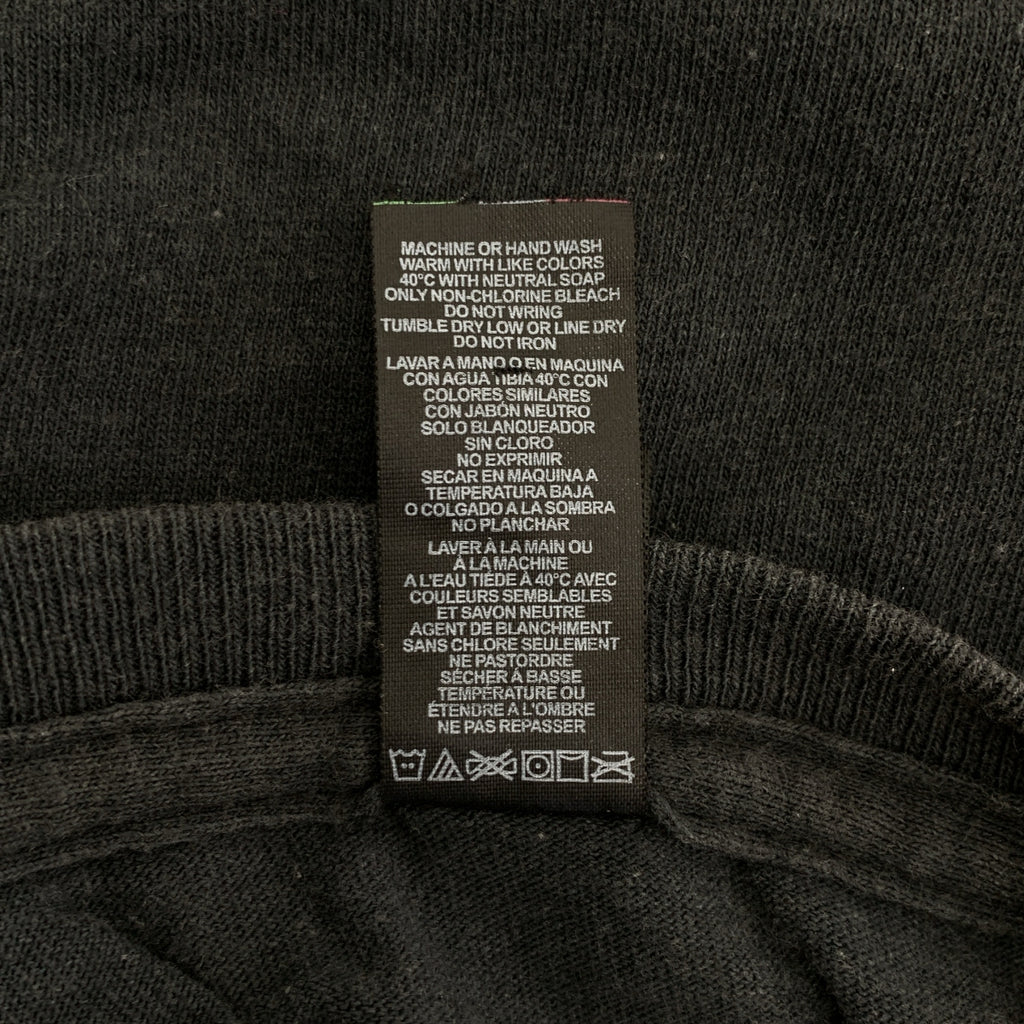 MACHINE OR HAND WASH
WARM WITH LIKE COLORS
40°C WITH NEUTRAL SOAP
ONLY NON-CHLORINE BLEACH
DO NOT WRING
TUMBLE DRY LOW OR LINE DRY
DO NOT IRON
LAVAR A MANO O EN MAQUINA
CON AGUA TIBIA 40°C CON
COLORES SIMILARES
CON JABÓN NEUTRO
SOLO BLANQUEADOR
SIN CLORO
NO EXPRIMIR
SECAR EN MAQUINA A
TEMPERATURA BAJA
O COLGADO A LA SOMBRA
NO PLANCHAR
LAVER À LA MAIN OU
À LA MACHINE
A L'EAU TIÉDE À 40°C AVEC
COULEURS SEMBLABLES
ET SAVON NEUTRE
AGENT DE BLANCHIMENT
SANS CHLORE SEULEMENT
NE PASTORDRE
SÉCHER À BASSE
TEMPÉRATURE OU
ÉTENDRE À L'OMBRE
NE PAS REPASSER